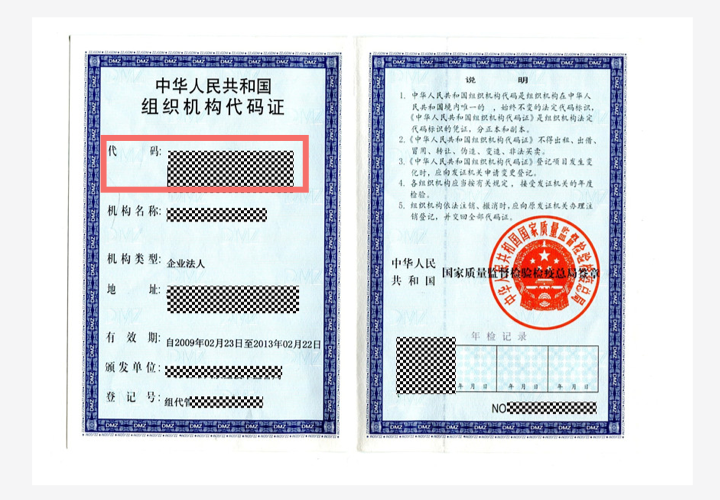 中华人民共和国
组织机构代码证
代 码:
机构名称:
机构类型: 企业法人
地 址:
有 效 期: 自2009年02月23日至2013年02月22日
颁发单位:
登 记 号: 组代管
说 明
1. 中华人民共和国组织机构代码是组织机构在中华人
民共和国境内唯一的 、始终不变的法定代码标识,
《中华人民共和国组织机构代码证》是组织机构法定
代码标识的凭证, 分正本和副本。
2. 《中华人民共和国组织机构代码证》不得出租、出借、
冒用、转让、伪造、变造、非法买卖。
3. 《中华人民共和国组织机构代码证》登记项目发生变
化时, 应向发证机关申请变更登记。
4. 各组织机构应当按有关规定, 接受发证机关的年度
检验。
5. 组织机构依法注销、撤消时, 应向原发证机关办理注
销登记, 并交回全部代码证。
中华人民
共 和 国
国家质量监督检验检疫总局签章
中华人民共和国国家质量监督检验检疫总局
年检记录
年 月 日
年 月 日
年 月 日
NO